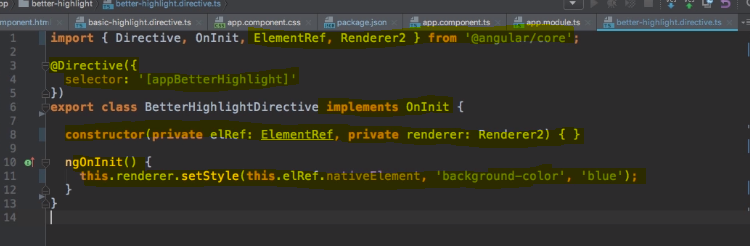 op
better-highlight
better-highlight.directive.ts
mponent.htm
basic-highlight.directive.ts
app.component.css
package.json
app.component.ts
app.module.ts
better-highlight.directive.ts
1 import { Directive, OnInit, ElementRef, Renderer2 } from '@angular/core';
2
3 @Directive({
4 selector: '[appBetterHighlight]'
5 })
6 export class BetterHighlightDirective implements OnInit {
7
8 constructor(private elRef: ElementRef, private renderer: Renderer2) { }
9
10 ngOnInit() {
11 this.renderer.setStyle(this.elRef.nativeElement, 'background-color', 'blue');
12 }
13 }
14